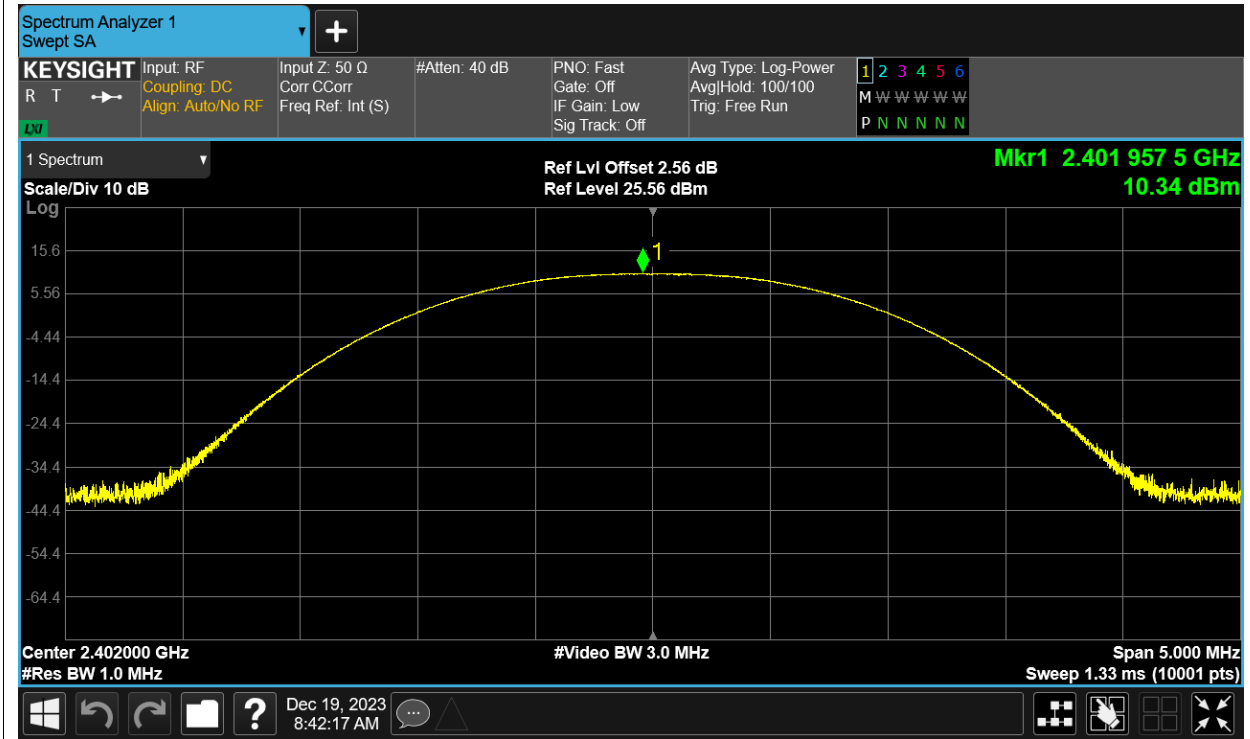 Spectrum Analyzer 1
Swept SA
KEYSIGHT
R T
LXI
Input: RF
Coupling: DC
Align: Auto/No RF
Input Z: 50 Ω
Corr CCorr
Freq Ref: Int (S)
#Atten: 40 dB
PNO: Fast
Gate: Off
IF Gain: Low
Sig Track: Off
Avg Type: Log-Power
Avg|Hold: 100/100
Trig: Free Run
1 2 3 4 5 6
M W W W W W
P N N N N N
1 Spectrum
Scale/Div 10 dB
Log
Ref Lvl Offset 2.56 dB
Ref Level 25.56 dBm
Mkr1 2.401 957 5 GHz
10.34 dBm
1
15.6
5.56
-4.44
-14.4
-24.4
-34.4
-44.4
-54.4
-64.4
Center 2.402000 GHz
#Video BW 3.0 MHz
Span 5.000 MHz
#Res BW 1.0 MHz
Sweep 1.33 ms (10001 pts)
?
Dec 19, 2023
8:42:17 AM